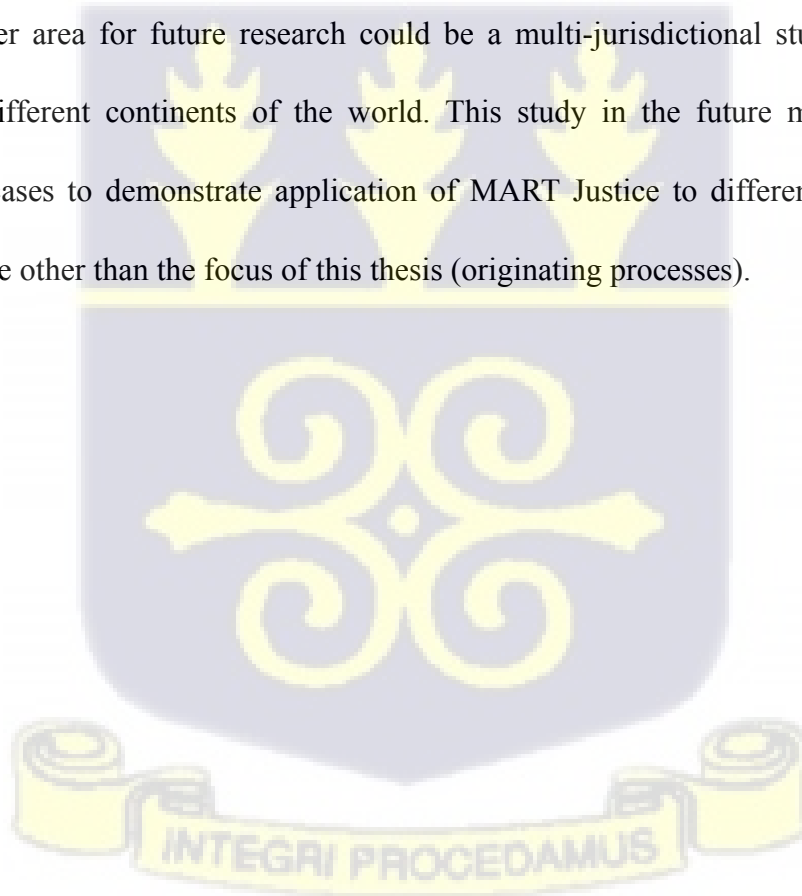 er area for future research could be a multi-jurisdictional stu
ifferent continents of the world. This study in the future m
ases to demonstrate application of MART Justice to differen
e other than the focus of this thesis (originating processes).
INTEGRI PROCEDAMUS